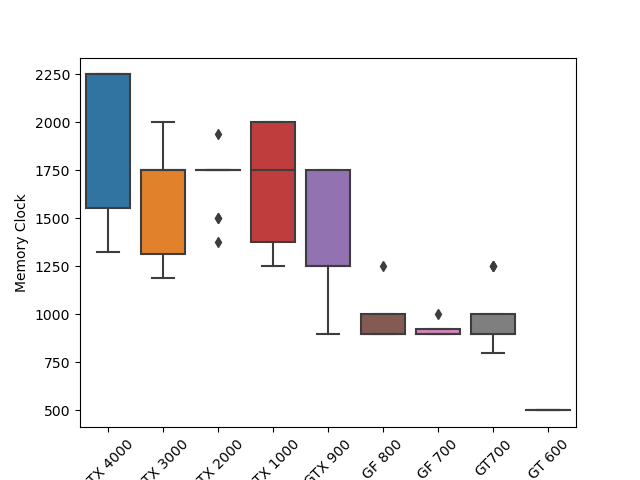 2250
2000
1750
1500
1250
1000
750
500
Memory Clock
TX 4000
TX 3000
TX 2000
TX 1000
GTX 900
GF 800
GF 700
GT700
GT 600